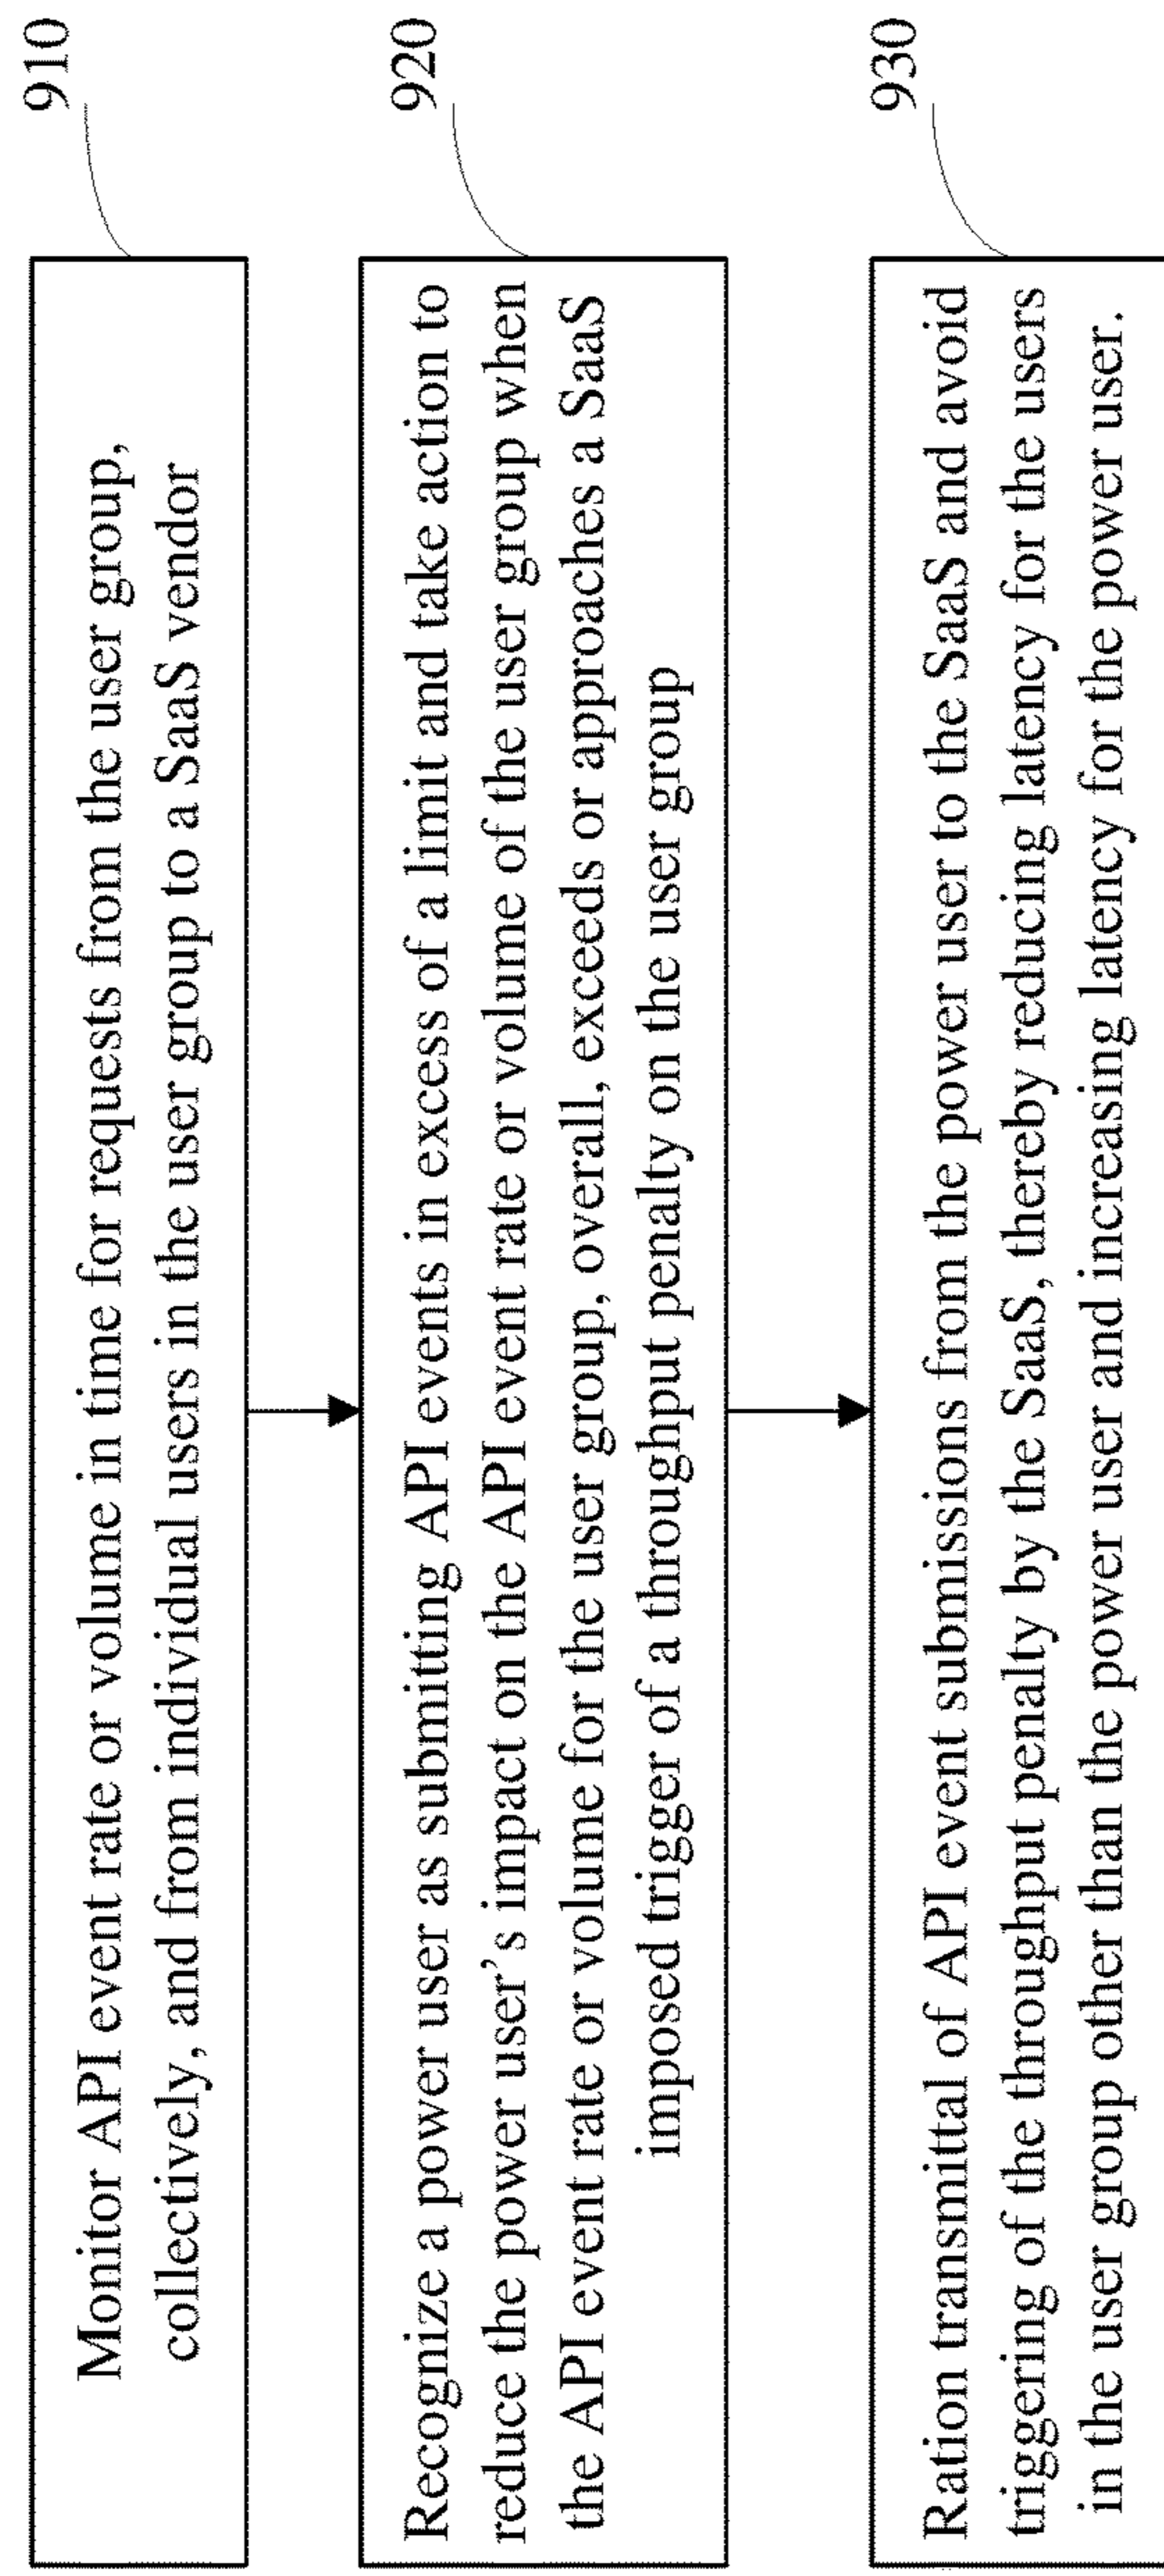 910
Monitor API event rate or volume in time for requests from the user group,
collectively, and from individual users in the user group to a SaaS vendor
920
Recognize a power user as submitting API events in excess of a limit and take action to
reduce the power user's impact on the API event rate or volume of the user group when
the API event rate or volume for the user group, overall, exceeds or approaches a SaaS
imposed trigger of a throughput penalty on the user group
930
Ration transmittal of API event submissions from the power user to the SaaS and avoid
triggering of the throughput penalty by the SaaS, thereby reducing latency for the users
in the user group other than the power user and increasing latency for the power user.